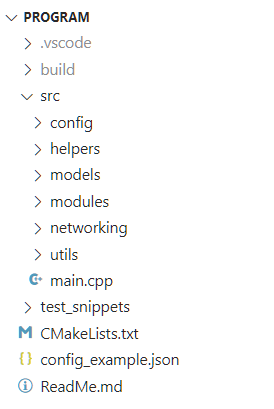 PROGRAM
.vscode
build
src
config
helpers
models
modules
networking
utils
main.cpp
test_snippets
CMakeLists.txt
config_example.json
ReadMe.md